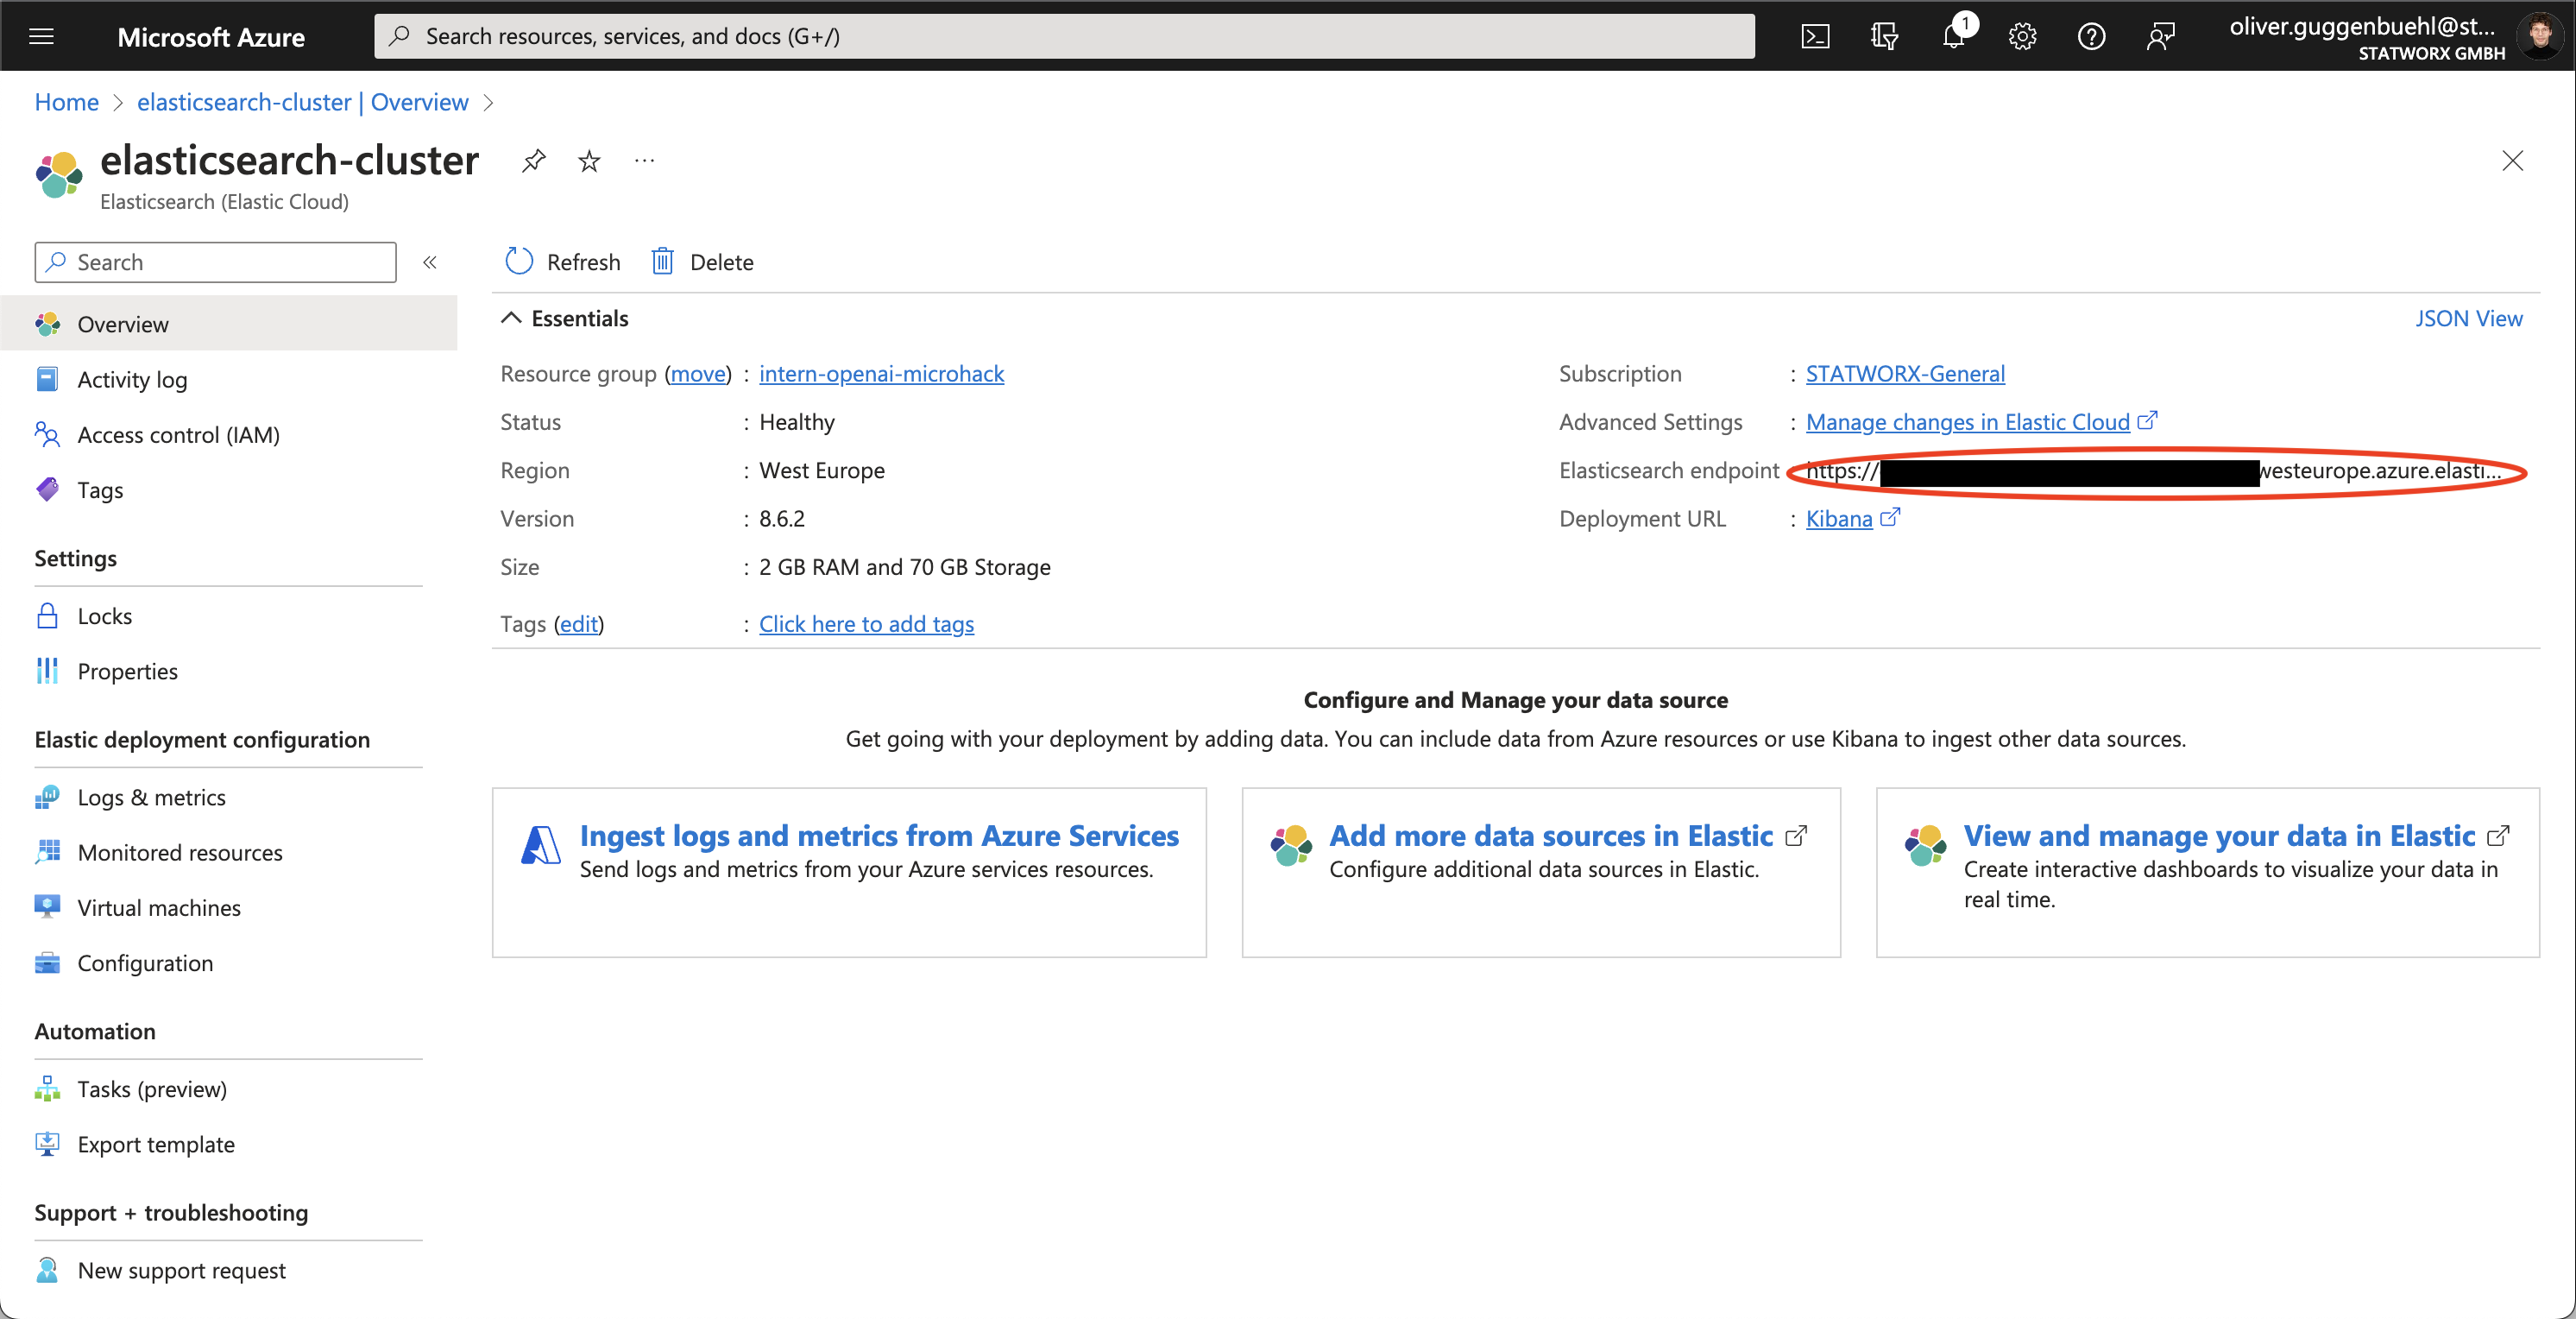 Microsoft Azure
Search resources, services, and docs (G+/)
1
oliver.guggenbuehl@st...
STATWORX GMBH
Home > elasticsearch-cluster | Overview >
elasticsearch-cluster
...
Elasticsearch (Elastic Cloud)
Search
«
Refresh
Delete
Overview
Activity log
Access control (IAM)
Tags
Settings
Locks
Properties
Elastic deployment configuration
Logs & metrics
Monitored resources
Virtual machines
Configuration
Automation
Tasks (preview)
Export template
Support + troubleshooting
New support request
Essentials
JSON View
Resource group (move) : intern-openai-microhack
Status : Healthy
Region : West Europe
Version : 8.6.2
Size : 2 GB RAM and 70 GB Storage
Tags (edit) : Click here to add tags
Subscription : STATWORX-General
Advanced Settings : Manage changes in Elastic Cloud
Elasticsearch endpoint : https:// westeurope.azure.elasti...
Deployment URL : Kibana
Configure and Manage your data source
Get going with your deployment by adding data. You can include data from Azure resources or use Kibana to ingest other data sources.
Ingest logs and metrics from Azure Services
Send logs and metrics from your Azure services resources.
Add more data sources in Elastic
Configure additional data sources in Elastic.
View and manage your data in Elastic
Create interactive dashboards to visualize your data in
real time.